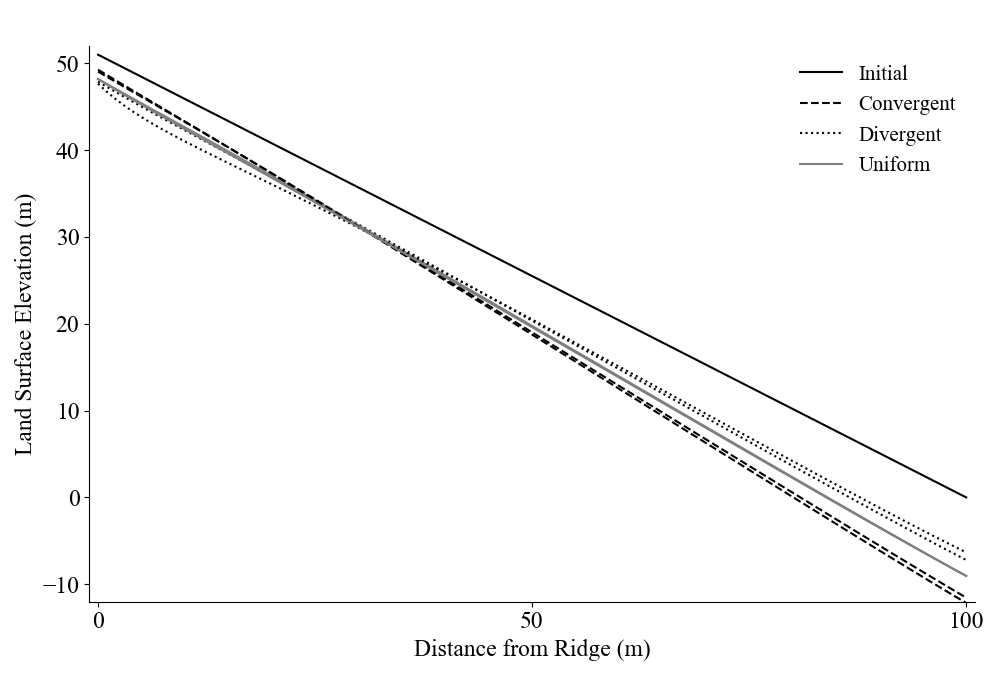 Initial
Convergent
Divergent
Uniform
Land Surface Elevation (m)
50
40
30
20
10
0
−10
0
50
100
Distance from Ridge (m)